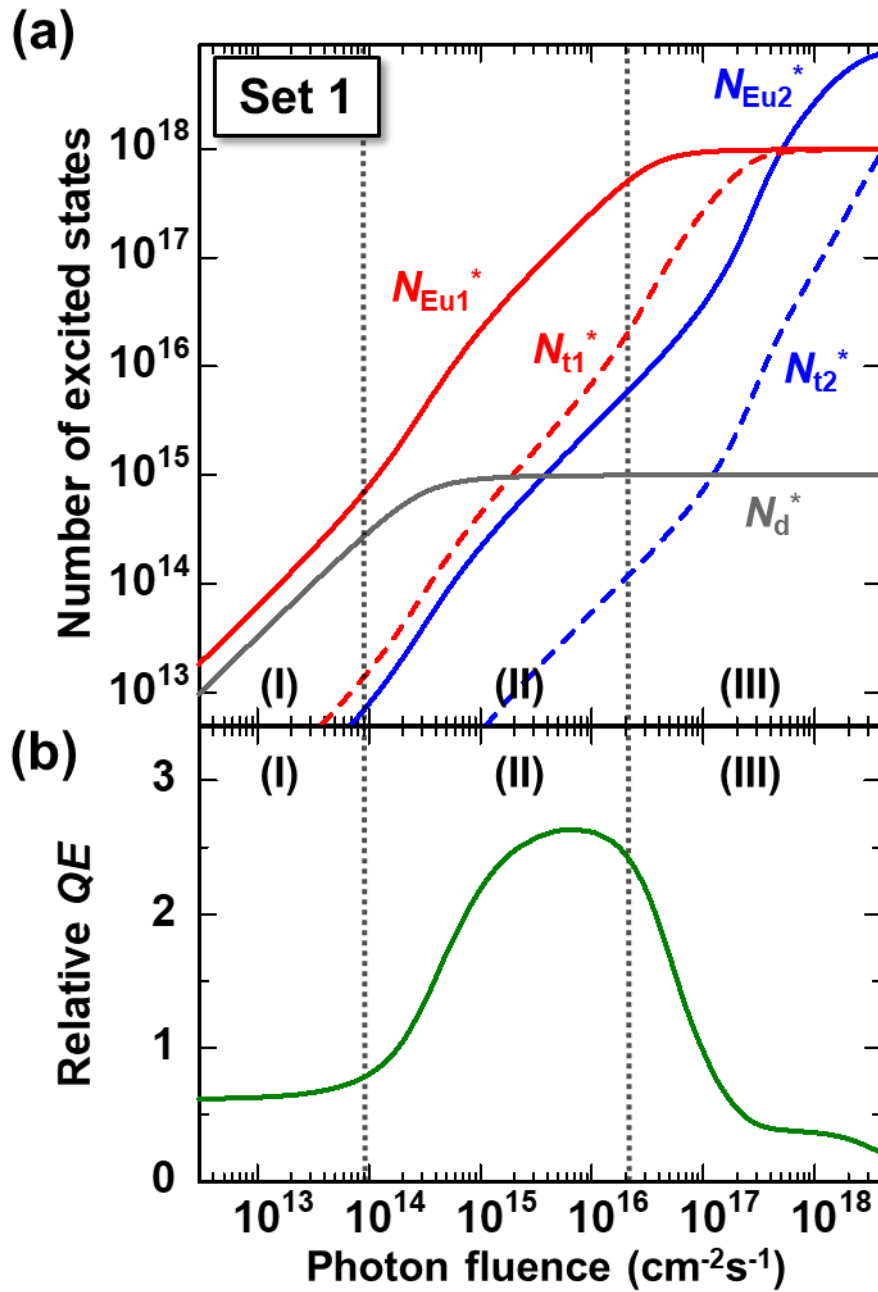 (a)
Set 1
Number of excited states
10^18
10^17
10^16
10^15
10^14
10^13
N_Eu2^*
N_Eu1^*
N_t1^*
N_t2^*
N_d^*
(I) (II) (III)
(b)
(I) (II) (III)
Relative QE
3
2
1
0
10^13 10^14 10^15 10^16 10^17 10^18
Photon fluence (cm^-2s^-1)